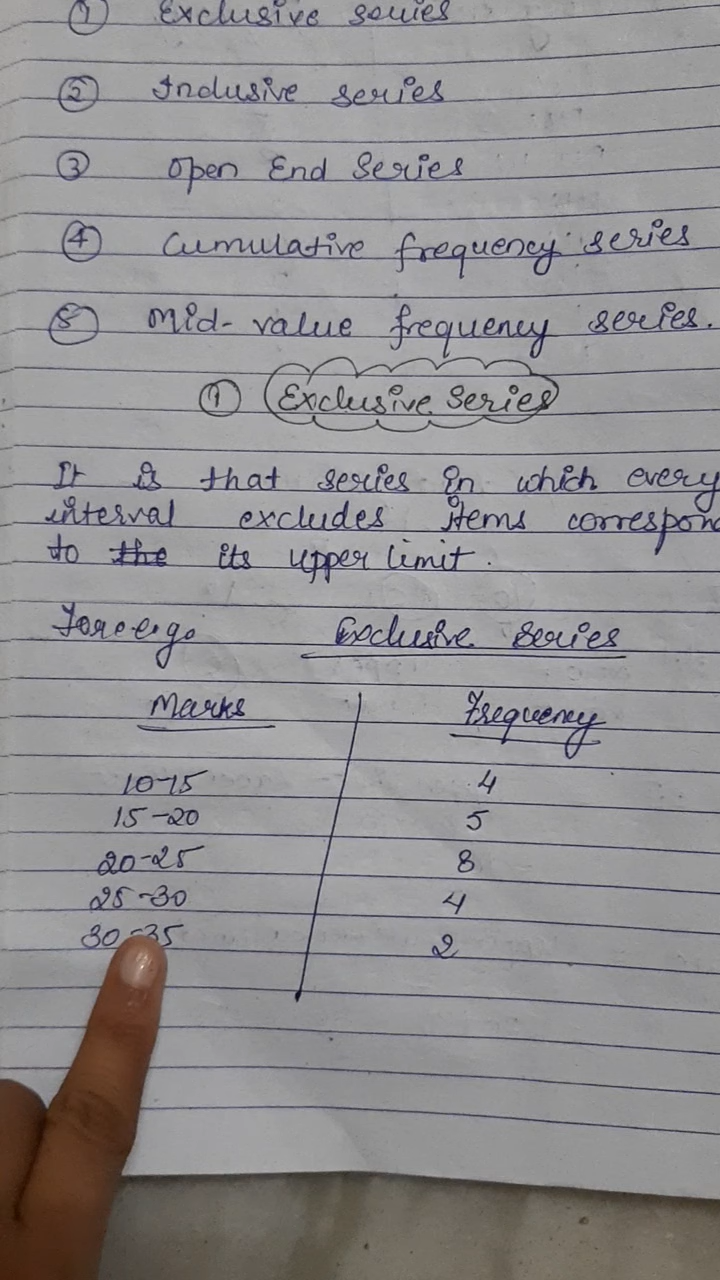 ① Exclusive series
② Inclusive series
③ open End Series
④ Cumulative frequency series
⑤ Mid-value frequency series.
① Exclusive Series
It is that series in which every
interval excludes items correspon
to the its upper limit.
Exclusive series
Marks Frequency
10-15 4
15-20 5
20-25 8
25-30 4
30-35 2